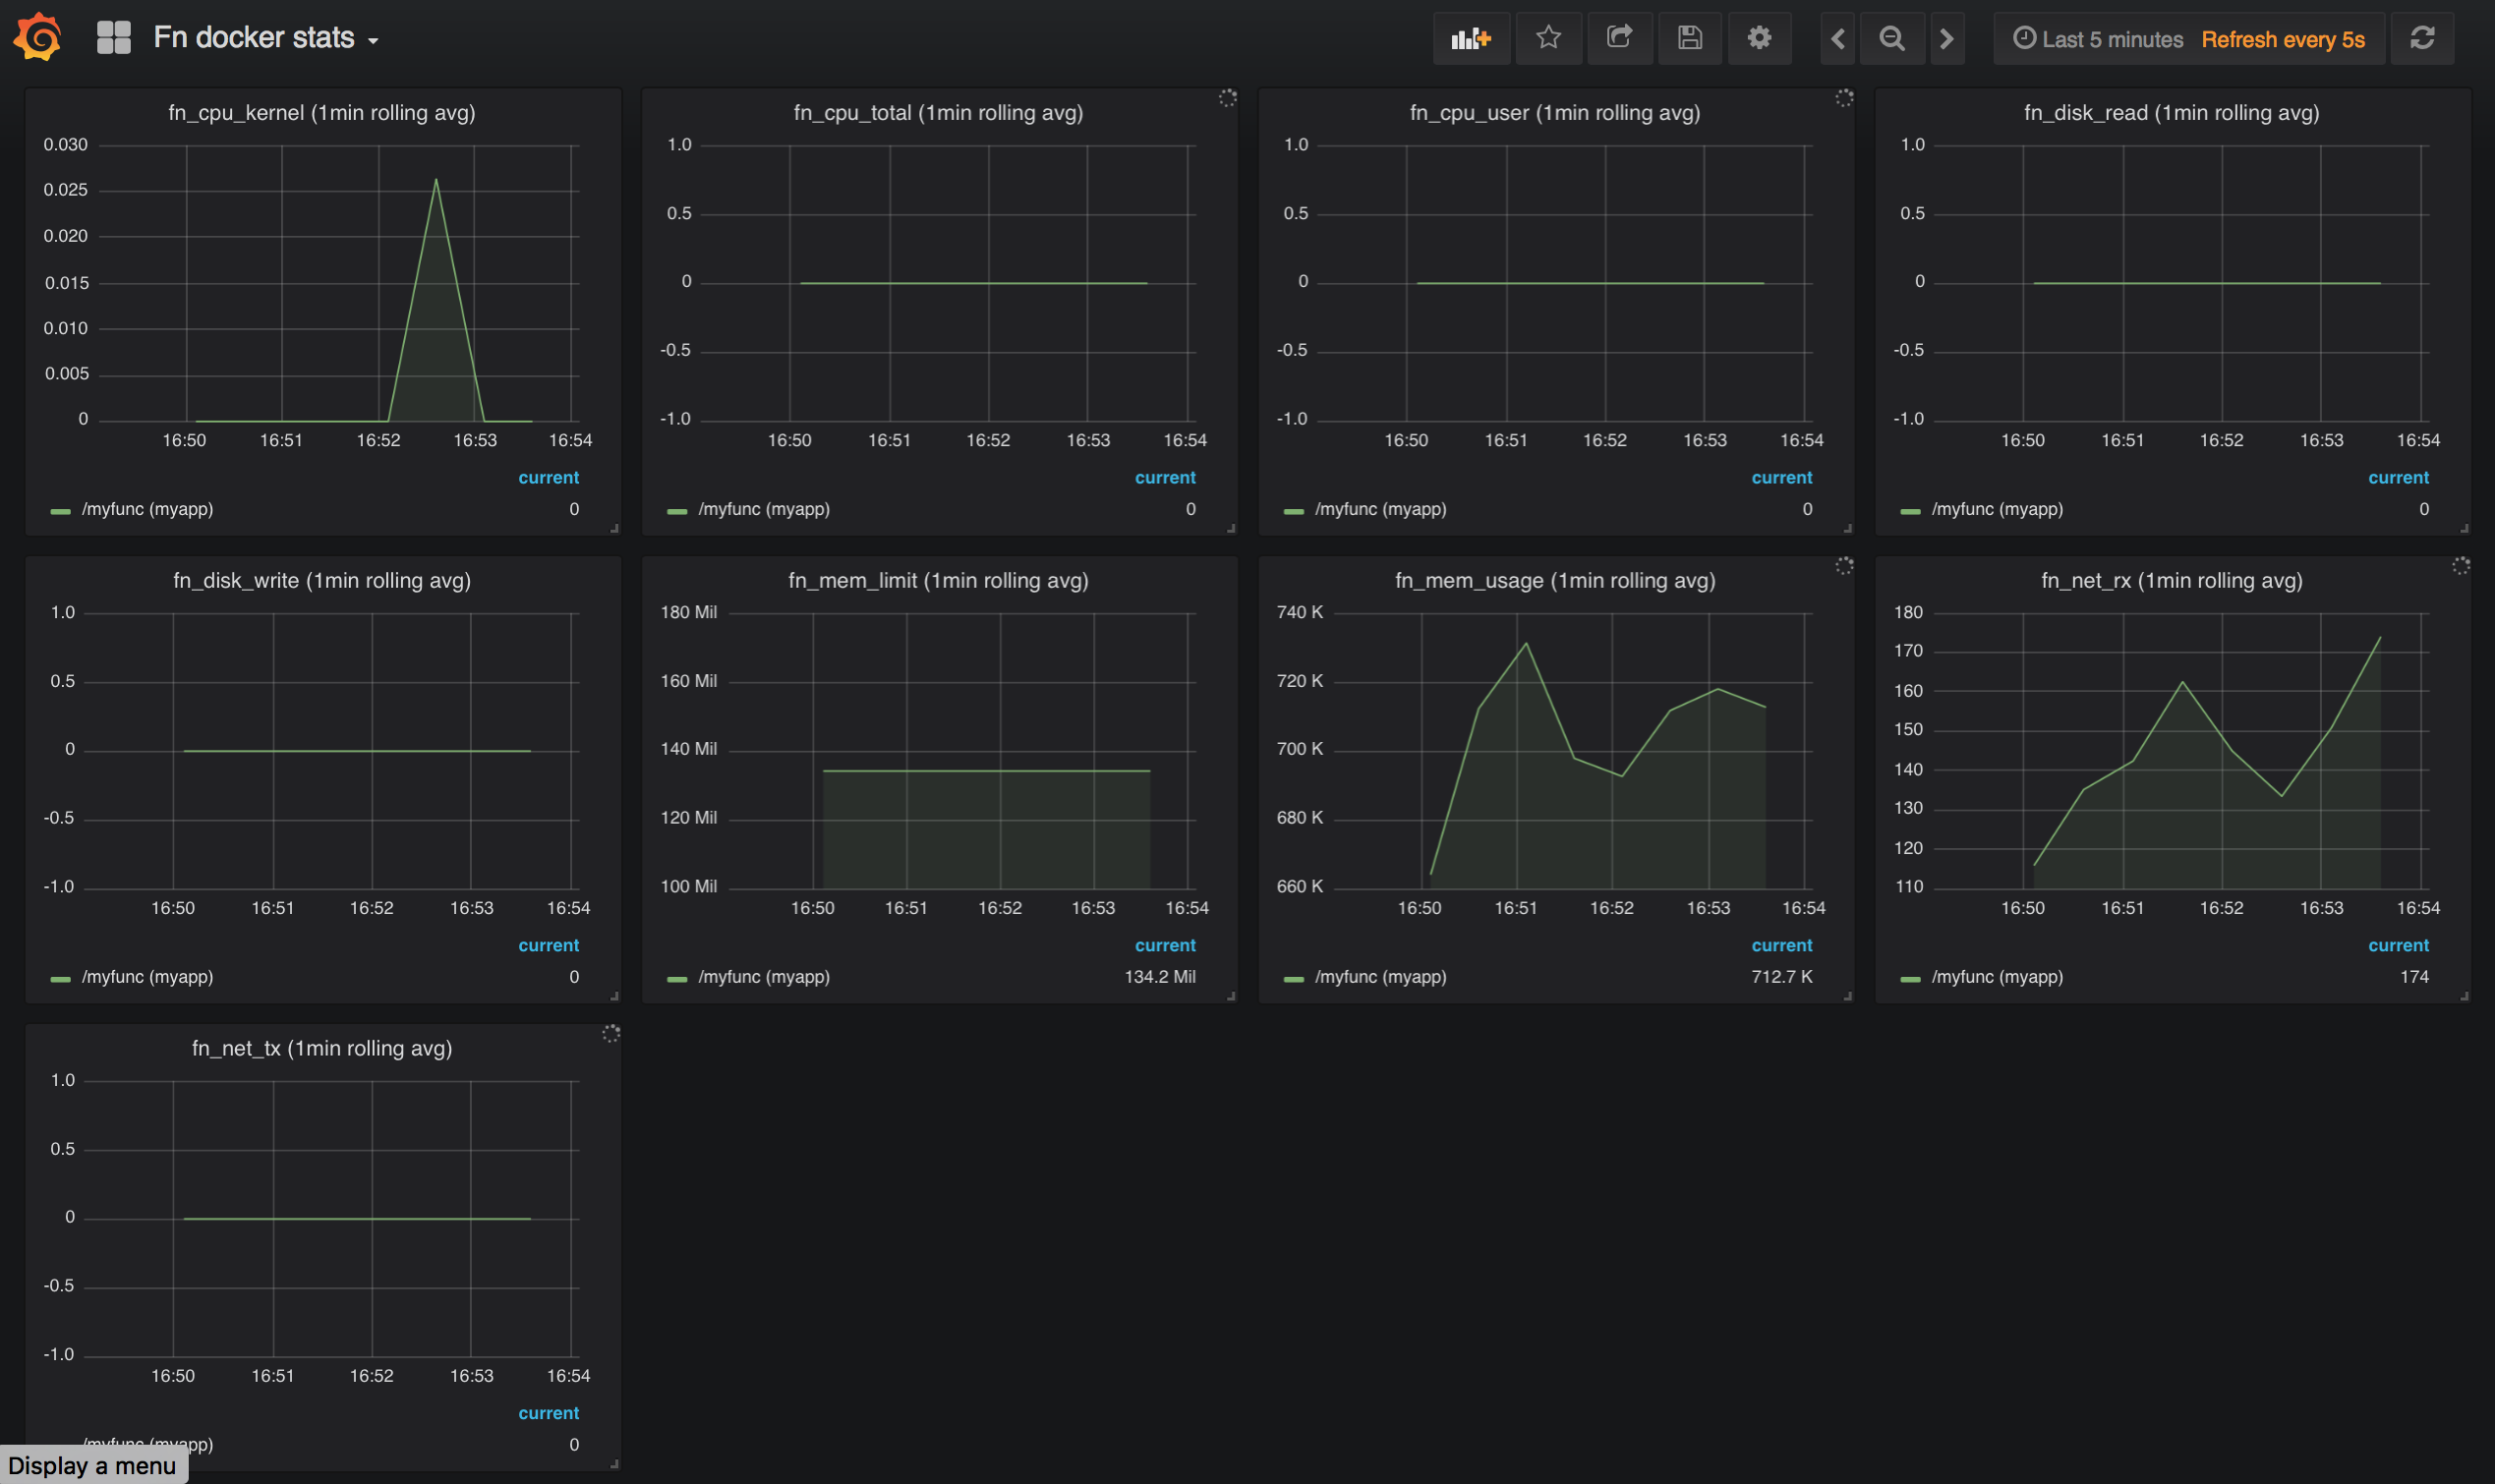 Fn docker stats
Last 5 minutes Refresh every 5s
fn_cpu_kernel (1min rolling avg)
0.030
0.025
0.020
0.015
0.010
0.005
0
16:50 16:51 16:52 16:53 16:54
current
/myfunc (myapp) 0
fn_cpu_total (1min rolling avg)
1.0
0.5
0
-0.5
-1.0
16:50 16:51 16:52 16:53 16:54
current
/myfunc (myapp) 0
fn_cpu_user (1min rolling avg)
1.0
0.5
0
-0.5
-1.0
16:50 16:51 16:52 16:53 16:54
current
/myfunc (myapp) 0
fn_disk_read (1min rolling avg)
1.0
0.5
0
-0.5
-1.0
16:50 16:51 16:52 16:53 16:54
current
/myfunc (myapp) 0
fn_disk_write (1min rolling avg)
1.0
0.5
0
-0.5
-1.0
16:50 16:51 16:52 16:53 16:54
current
/myfunc (myapp) 0
fn_mem_limit (1min rolling avg)
180 Mil
160 Mil
140 Mil
120 Mil
100 Mil
16:50 16:51 16:52 16:53 16:54
current
/myfunc (myapp) 134.2 Mil
fn_mem_usage (1min rolling avg)
740 K
720 K
700 K
680 K
660 K
16:50 16:51 16:52 16:53 16:54
current
/myfunc (myapp) 712.7 K
fn_net_rx (1min rolling avg)
180
170
160
150
140
130
120
110
16:50 16:51 16:52 16:53 16:54
current
/myfunc (myapp) 174
fn_net_tx (1min rolling avg)
1.0
0.5
0
-0.5
-1.0
16:50 16:51 16:52 16:53 16:54
current
/myfunc (myapp) 0
Display a menu